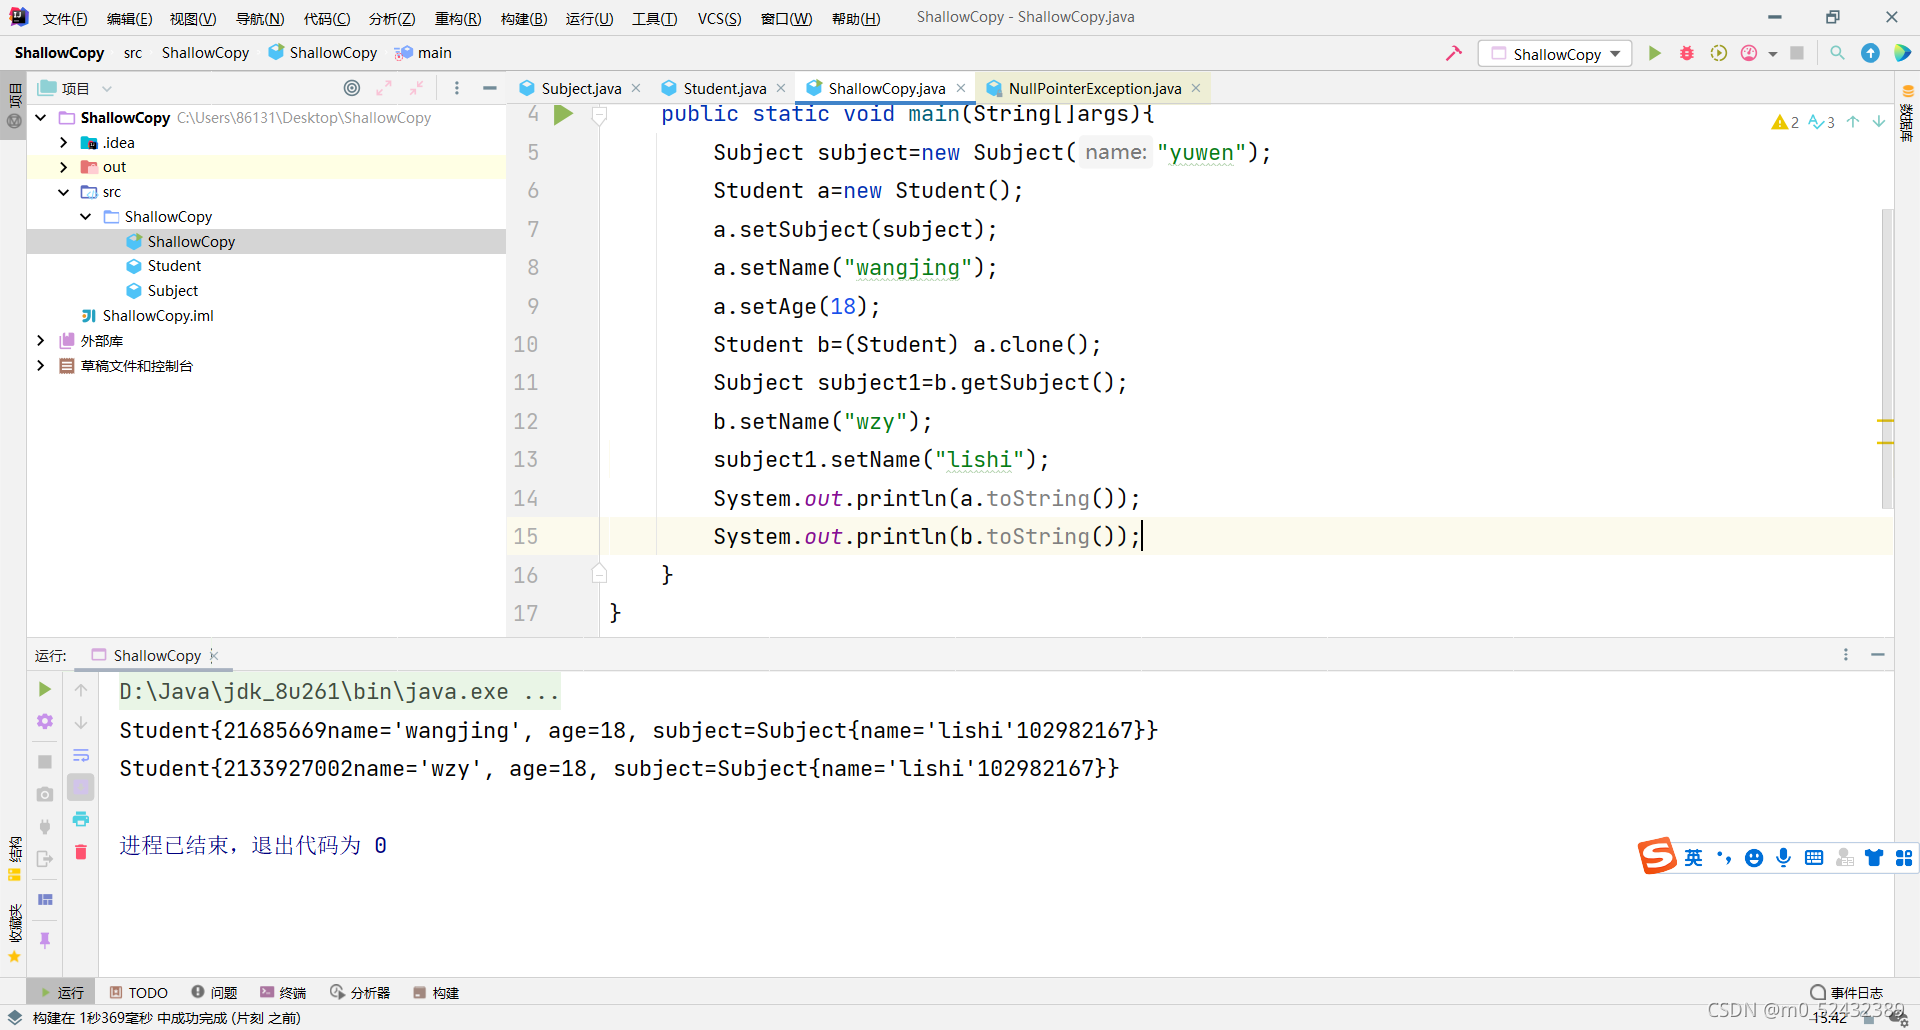 文件(F) 编辑(E) 视图(V) 导航(N) 代码(C) 分析(Z) 重构(R) 构建(B) 运行(U) 工具(T) VCS(S) 窗口(W) 帮助(H) ShallowCopy - ShallowCopy.java
ShallowCopy src ShallowCopy ShallowCopy main ShallowCopy
项目 Subject.java Student.java ShallowCopy.java NullPointerException.java
项目
数据库
ShallowCopy C:\Users\86131\Desktop\ShallowCopy
.idea
out
src
ShallowCopy
ShallowCopy
Student
Subject
ShallowCopy.iml
外部库
草稿文件和控制台
2 3
4 public static void main(String[]args){
5 Subject subject=new Subject( name: "yuwen");
6 Student a=new Student();
7 a.setSubject(subject);
8 a.setName("wangjing");
9 a.setAge(18);
10 Student b=(Student) a.clone();
11 Subject subject1=b.getSubject();
12 b.setName("wzy");
13 subject1.setName("lishi");
14 System.out.println(a.toString());
15 System.out.println(b.toString());
16 }
17 }
运行: ShallowCopy
D:\Java\jdk_8u261\bin\java.exe ...
Student{21685669name='wangjing', age=18, subject=Subject{name='lishi'102982167}}
Student{2133927002name='wzy', age=18, subject=Subject{name='lishi'102982167}}
进程已结束，退出代码为 0
结构
收藏夹
英
运行 TODO 问题 终端 分析器 构建 事件日志
构建在 1秒369毫秒 中成功完成 (片刻 之前) 15:42
CSDN @m0_52432389